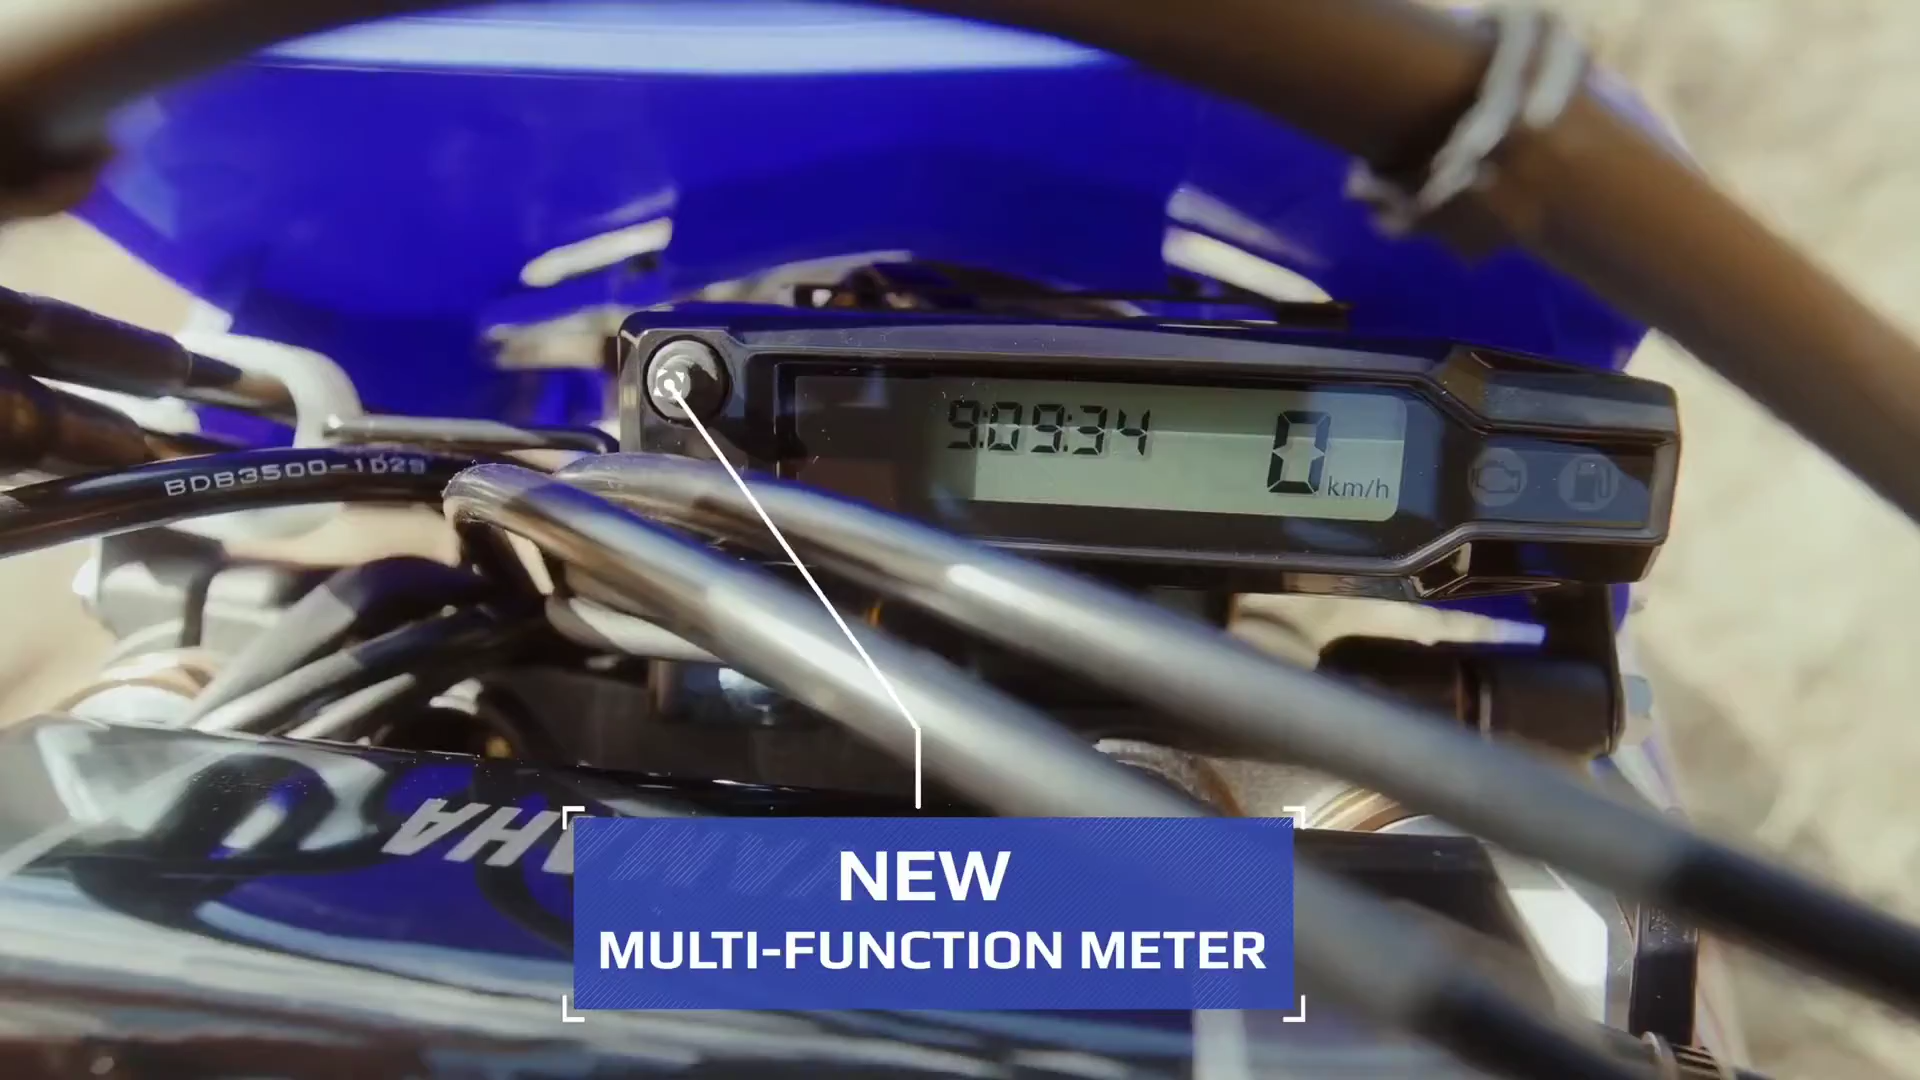 9:09:34
0
km/h
BDB3500-1D29
NEW
MULTI-FUNCTION METER